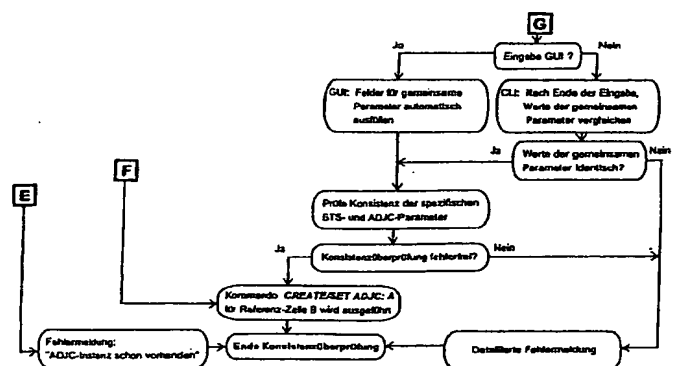 G
Ja
Nein
Eingabe GUI ?
GUI: Felder für gemeinsame
Parameter automatisch
ausfüllen
CLI: Nach Ende der Eingabe,
Werte der gemeinsamen
Parameter vergleichen
Ja
Nein
Werte der gemeinsamen
Parameter identisch?
F
E
Prüfe Konsistenz der spezifischen
BTS- und ADJC-Parameter
Ja
Nein
Konsistenzüberprüfung fehlerfrei?
Kommando CREATE/SET ADJC: A
für Referenz-Zelle B wird ausgeführt
Fehlermeldung:
"ADJC-Instanz schon vorhanden"
Ende Konsistenzüberprüfung
Detaillierte Fehlermeldung